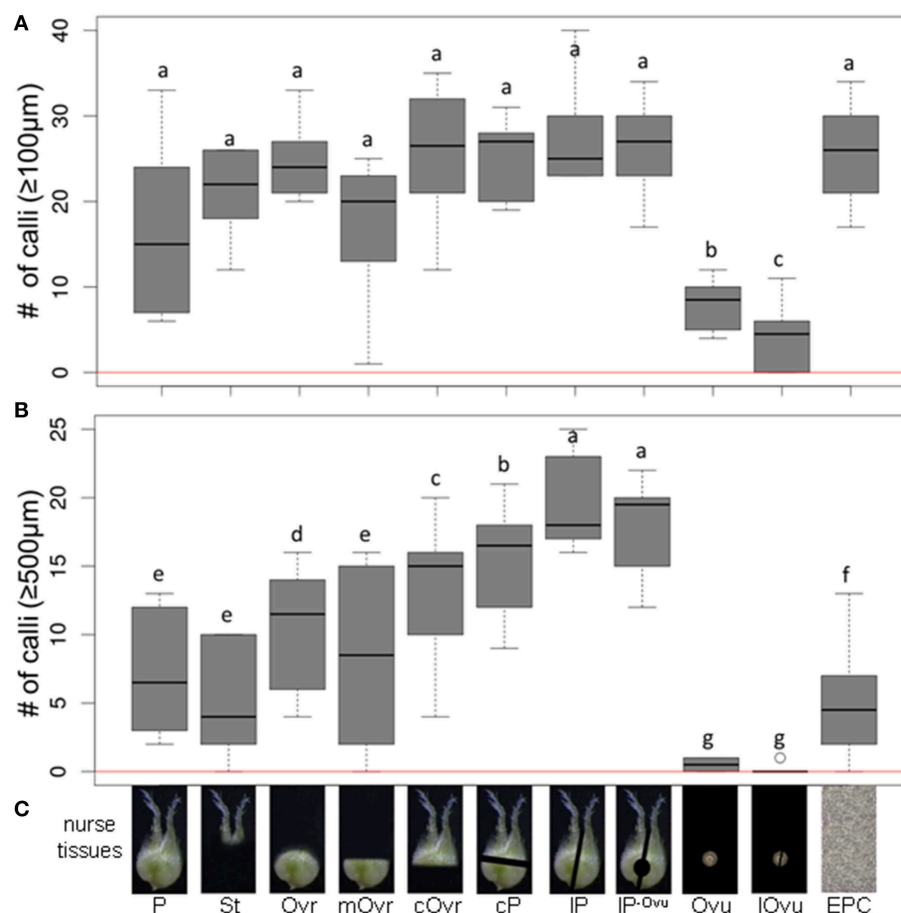 A
# of calli (≥100µm)
40
30
20
10
0
a a a a a a a a b c a
B
# of calli (≥500µm)
25
20
15
10
5
0
e e d e c b a a g g f
C
nurse
tissues
P St Ovr mOvr cOvr cP lP lP-Ovu Ovu lOvu EPC